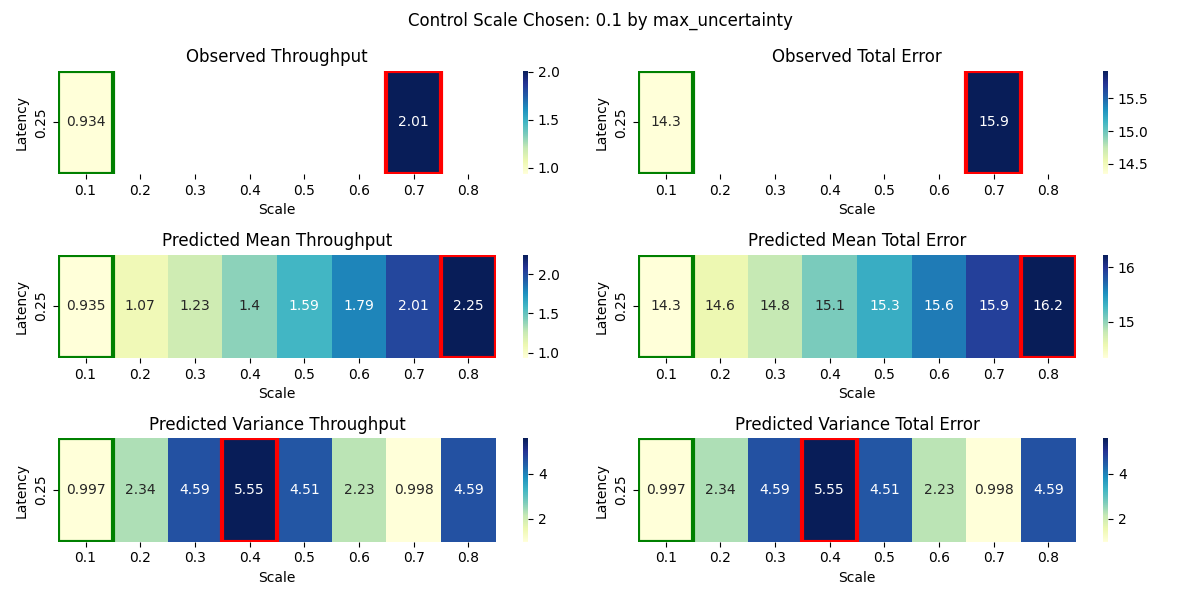 Control Scale Chosen: 0.1 by max_uncertainty
Observed Throughput
Latency
0.25
0.934 2.01
0.1 0.2 0.3 0.4 0.5 0.6 0.7 0.8
Scale
2.0
1.5
1.0
Observed Total Error
Latency
0.25
14.3 15.9
0.1 0.2 0.3 0.4 0.5 0.6 0.7 0.8
Scale
15.5
15.0
14.5
Predicted Mean Throughput
Latency
0.25
0.935 1.07 1.23 1.4 1.59 1.79 2.01 2.25
0.1 0.2 0.3 0.4 0.5 0.6 0.7 0.8
Scale
2.0
1.5
1.0
Predicted Mean Total Error
Latency
0.25
14.3 14.6 14.8 15.1 15.3 15.6 15.9 16.2
0.1 0.2 0.3 0.4 0.5 0.6 0.7 0.8
Scale
16
15
Predicted Variance Throughput
Latency
0.25
0.997 2.34 4.59 5.55 4.51 2.23 0.998 4.59
0.1 0.2 0.3 0.4 0.5 0.6 0.7 0.8
Scale
4
2
Predicted Variance Total Error
Latency
0.25
0.997 2.34 4.59 5.55 4.51 2.23 0.998 4.59
0.1 0.2 0.3 0.4 0.5 0.6 0.7 0.8
Scale
4
2